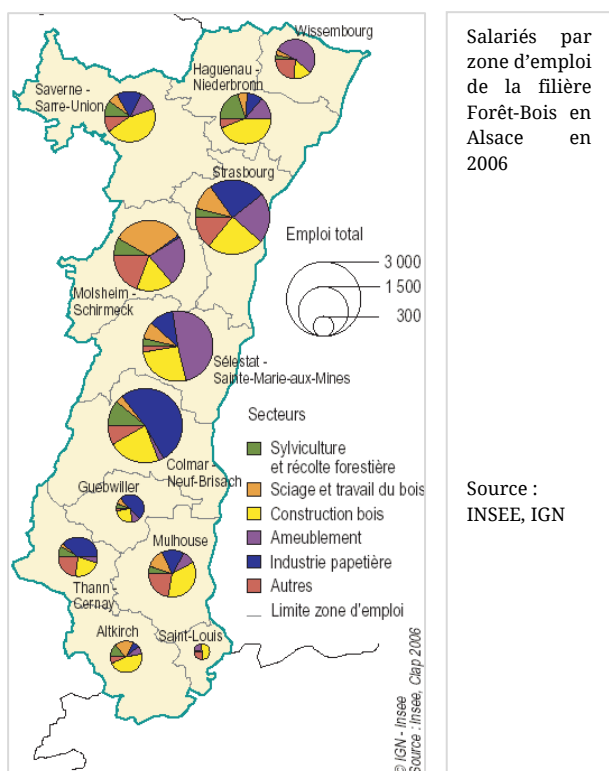 Wissembourg
Haguenau -
Niederbronn
Saverne -
Sarre-Union
Strasbourg
Emploi total
3 000
1 500
300
Molsheim -
Schirmeck
Sélestat -
Sainte-Marie-aux-Mines
Secteurs
Sylviculture
et récolte forestière
Sciage et travail du bois
Construction bois
Ameublement
Industrie papetière
Autres
Limite zone d'emploi
Colmar -
Neuf-Brisach
Guebwiller
Mulhouse
Thann -
Cernay
Altkirch
Saint-Louis
© IGN - Insee
Source : Insee, Clap 2006
Salariés par
zone d’emploi
de la filière
Forêt-Bois en
Alsace en
2006
Source :
INSEE, IGN